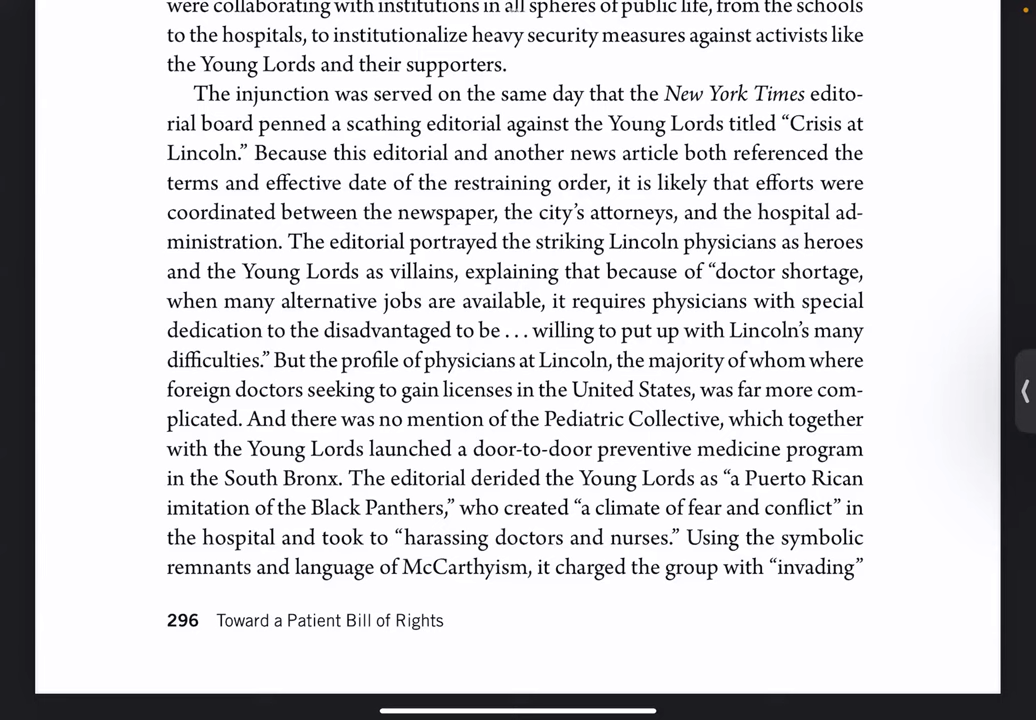 were collaborating with institutions in all spheres of public life, from the schools
to the hospitals, to institutionalize heavy security measures against activists like
the Young Lords and their supporters.
The injunction was served on the same day that the New York Times edito-
rial board penned a scathing editorial against the Young Lords titled “Crisis at
Lincoln.” Because this editorial and another news article both referenced the
terms and effective date of the restraining order, it is likely that efforts were
coordinated between the newspaper, the city’s attorneys, and the hospital ad-
ministration. The editorial portrayed the striking Lincoln physicians as heroes
and the Young Lords as villains, explaining that because of “doctor shortage,
when many alternative jobs are available, it requires physicians with special
dedication to the disadvantaged to be . . . willing to put up with Lincoln’s many
difficulties.” But the profile of physicians at Lincoln, the majority of whom where
foreign doctors seeking to gain licenses in the United States, was far more com-
plicated. And there was no mention of the Pediatric Collective, which together
with the Young Lords launched a door-to-door preventive medicine program
in the South Bronx. The editorial derided the Young Lords as “a Puerto Rican
imitation of the Black Panthers,” who created “a climate of fear and conflict” in
the hospital and took to “harassing doctors and nurses.” Using the symbolic
remnants and language of McCarthyism, it charged the group with “invading”
296 Toward a Patient Bill of Rights